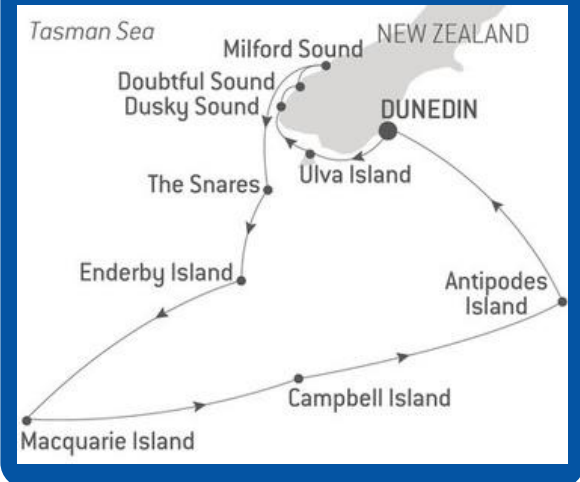 Tasman Sea
NEW ZEALAND
Milford Sound
Doubtful Sound
Dusky Sound
DUNEDIN
Ulva Island
The Snares
Enderby Island
Antipodes
Island
Campbell Island
Macquarie Island